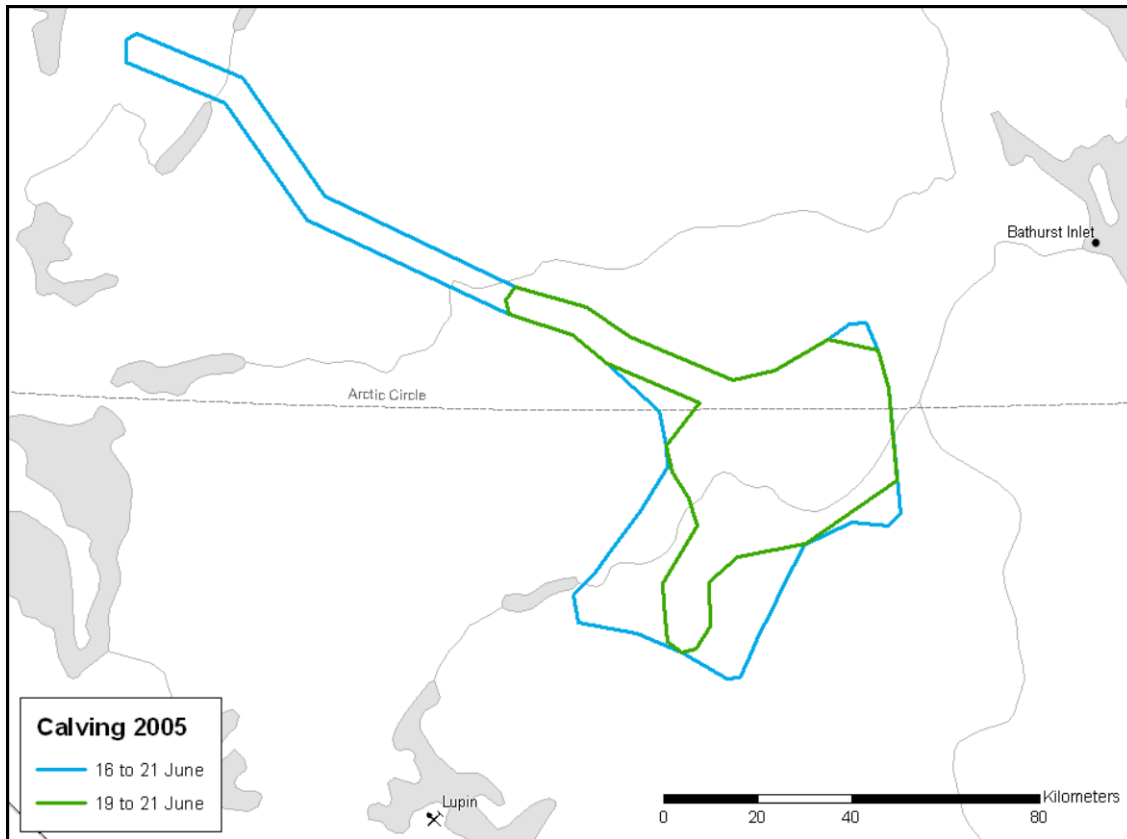 Bathurst Inlet
Arctic Circle
Calving 2005
16 to 21 June
19 to 21 June
Lupin
Kilometers
0 20 40 80